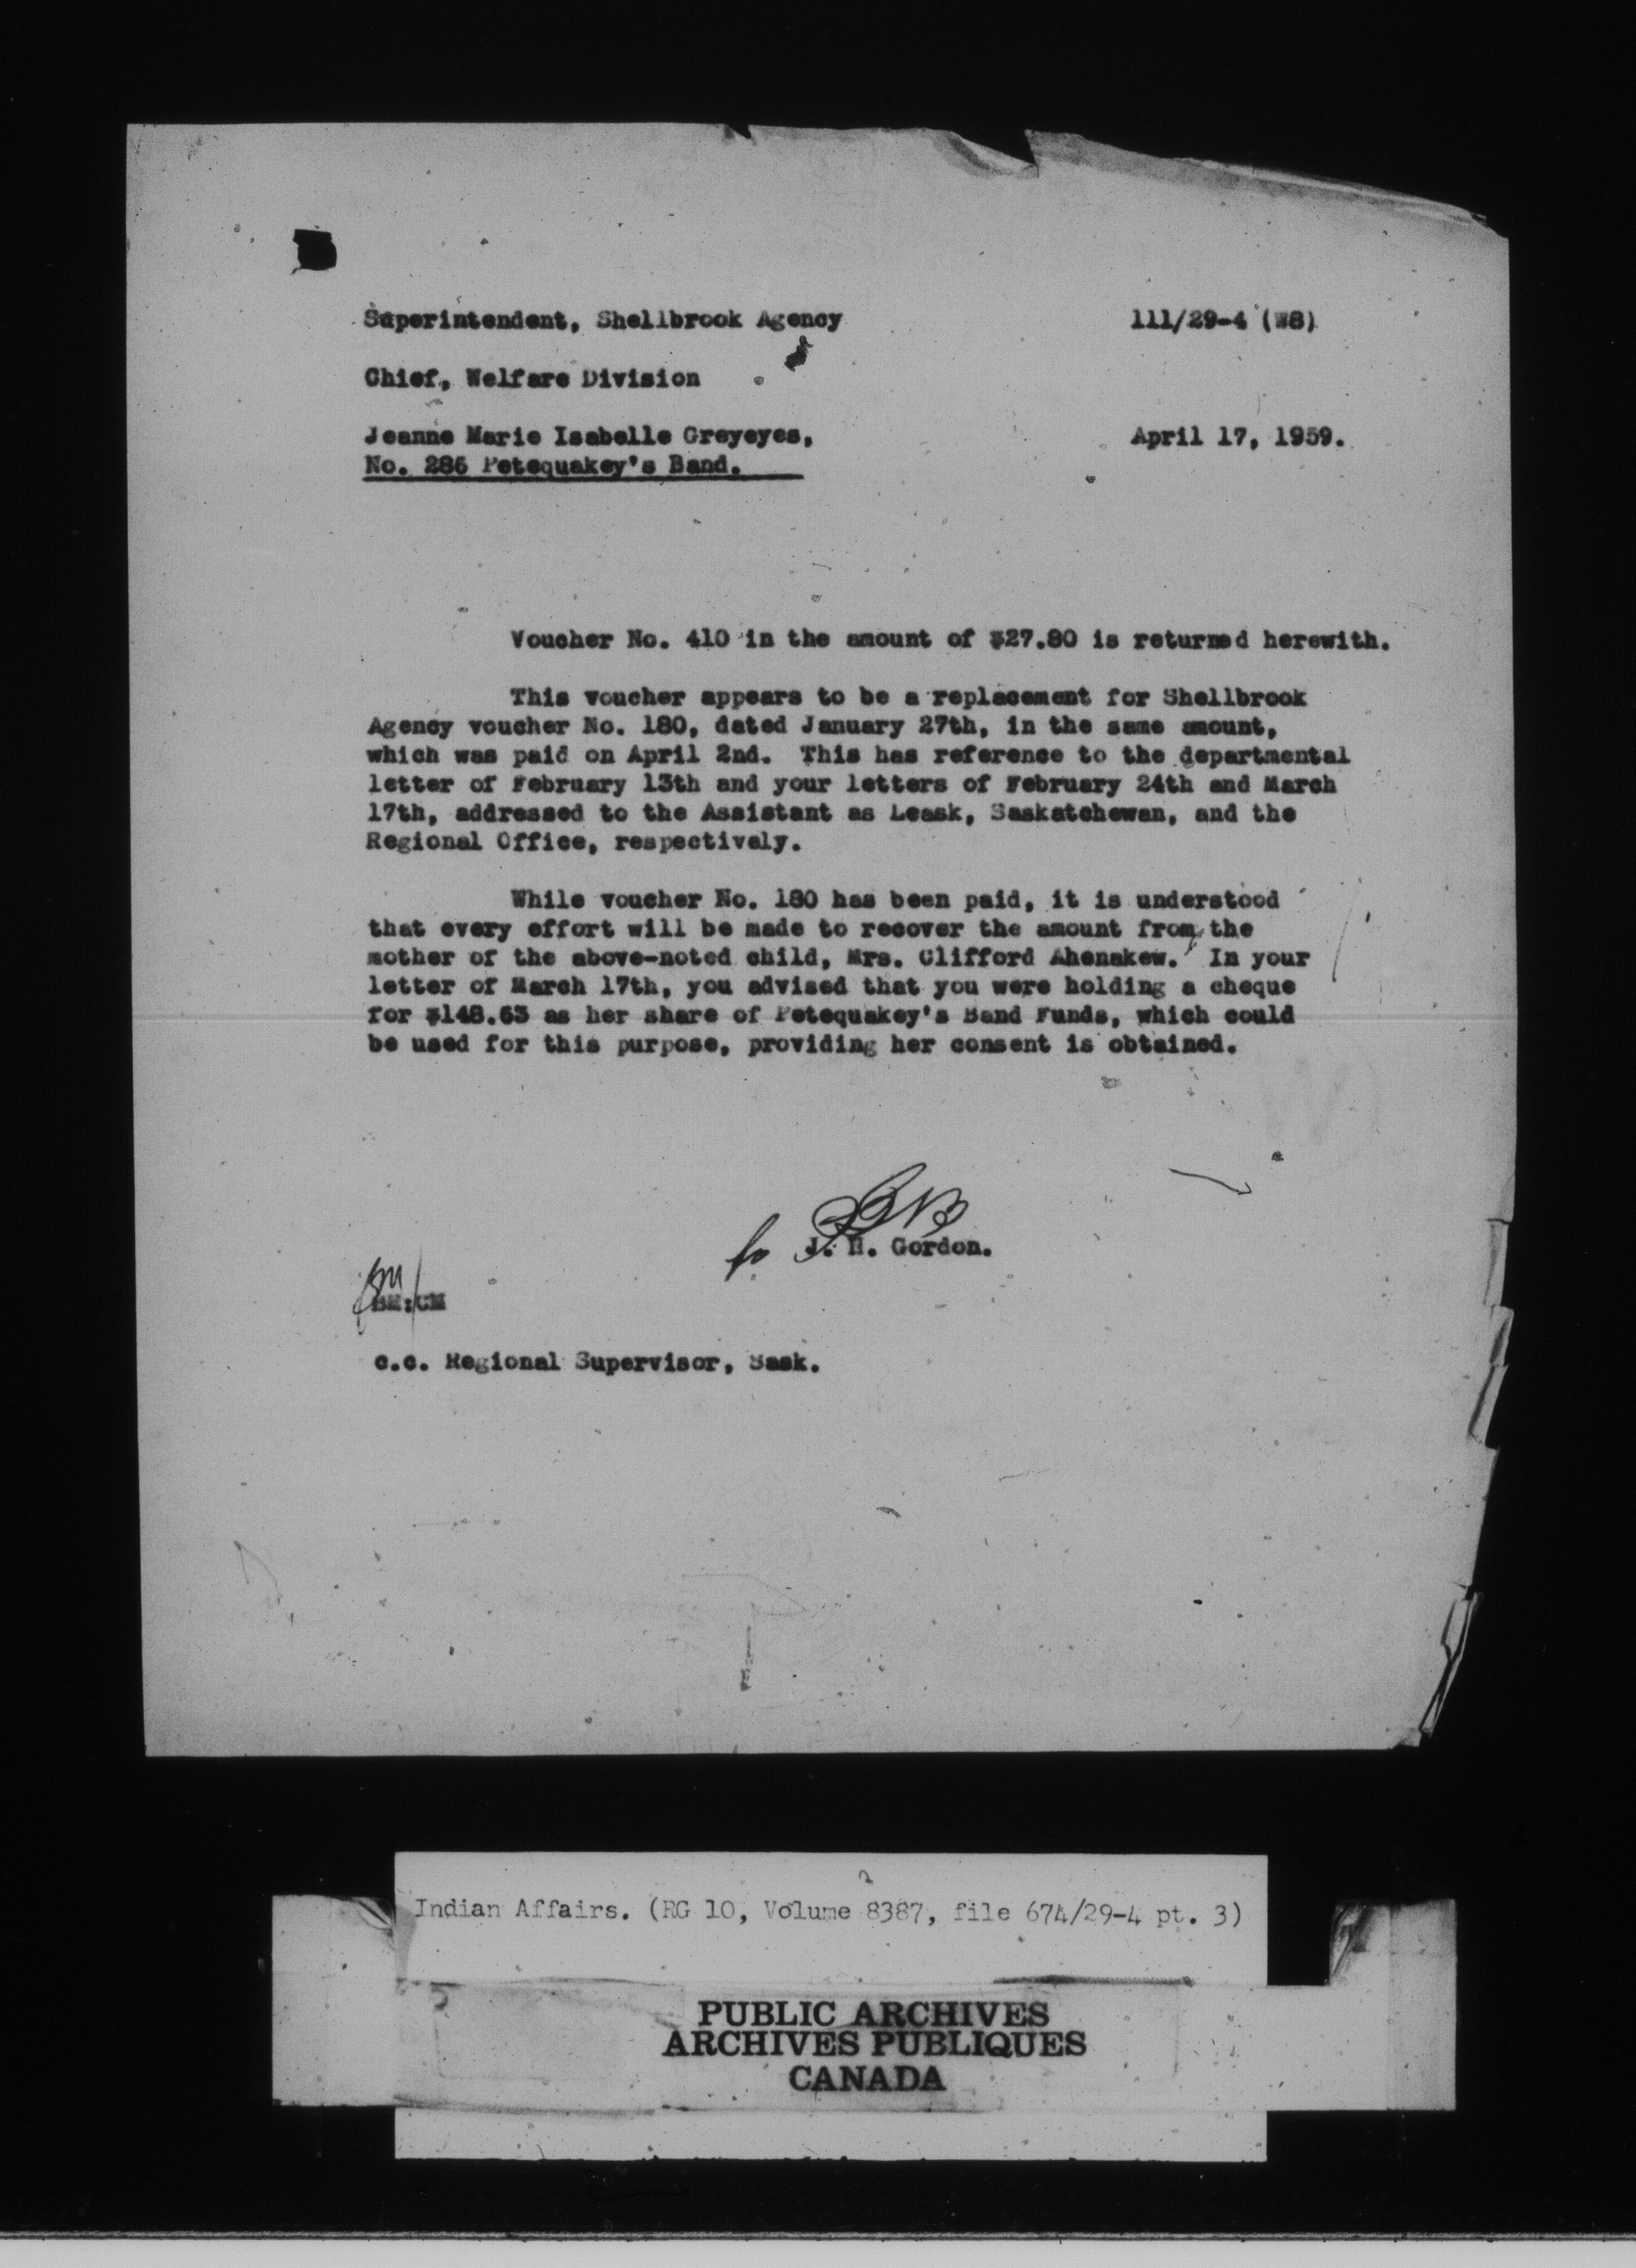 Superintendent, Shellbrook Agency 111/29-4 (W8)
Chief, Welfare Division
Jeanne Marie Isabelle Greyeyes, April 17, 1959.
No. 286 Petequakey's Band.
Voucher No. 410 in the amount of $27.80 is returned herewith.
This voucher appears to be a replacement for Shellbrook
Agency voucher No. 180, dated January 27th, in the same amount,
which was paid on April 2nd. This has reference to the departmental
letter of February 13th and your letters of February 24th and March
17th, addressed to the Assistant as Leask, Saskatchewan, and the
Regional Office, respectively.
While voucher No. 180 has been paid, it is understood
that every effort will be made to recover the amount from the
mother of the above-noted child, Mrs. Clifford Ahenakew. In your
letter of March 17th, you advised that you were holding a cheque
for $148.63 as her share of Petequakey's Band Funds, which could
be used for this purpose, providing her consent is obtained.
J. H. Gordon.
BM:CM
c.c. Regional Supervisor, Sask.
Indian Affairs. (RG 10, Volume 8387, file 674/29-4 pt. 3)
PUBLIC ARCHIVES
ARCHIVES PUBLIQUES
CANADA